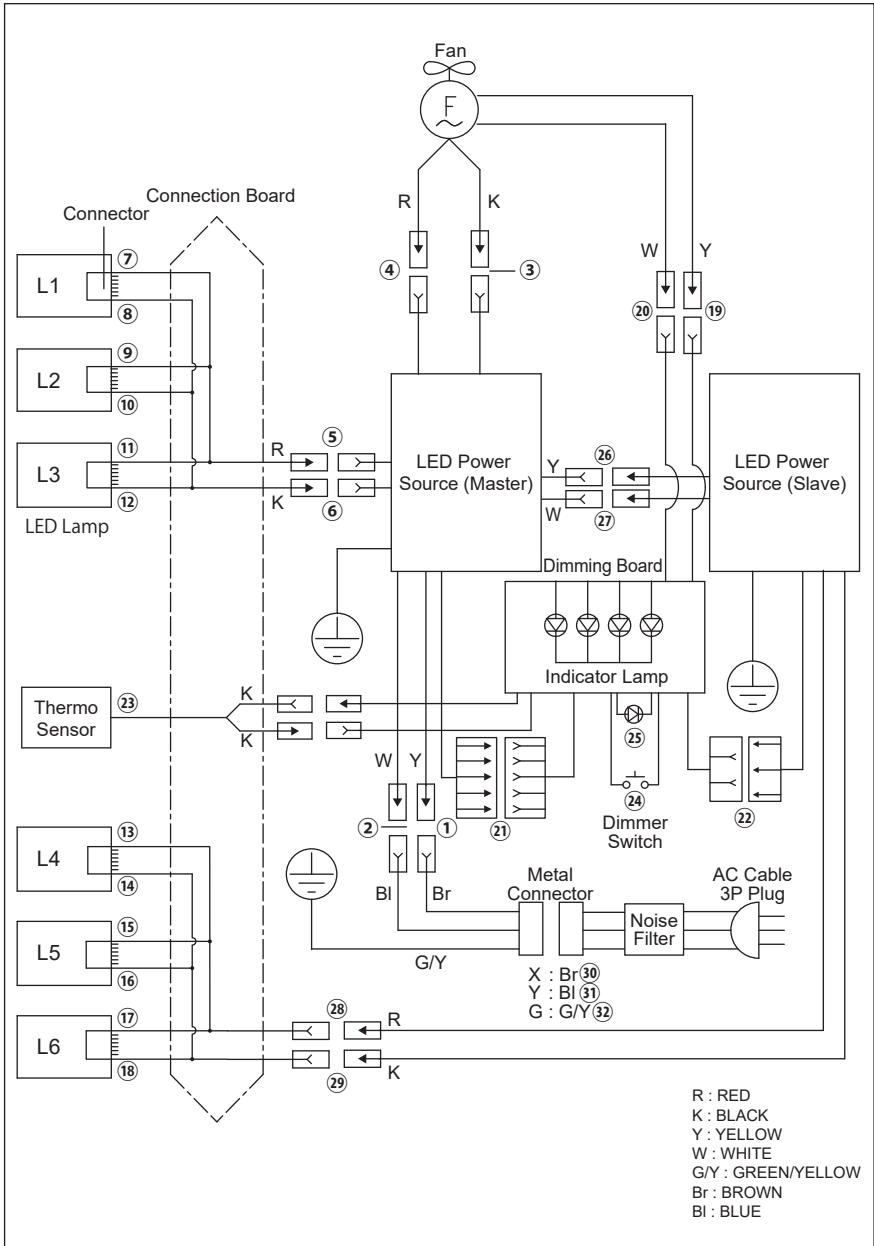 Fan
F
R
K
④
③
Connection Board
Connector
W
Y
⑳
⑲
L1
⑦
⑧
L2
⑨
⑩
L3
⑪
⑫
LED Lamp
R
⑤
K
⑥
LED Power
Source (Master)
Y
㉖
W
㉗
LED Power
Source (Slave)
Dimming Board
Indicator Lamp
Thermo
Sensor
㉓
K
K
㉕
㉔
Dimmer
Switch
W
Y
②
①
㉑
㉒
Bl
Br
G/Y
Metal
Connector
Noise
Filter
AC Cable
3P Plug
X : Br㉚
Y : Bl㉛
G : G/Y㉜
L4
⑬
⑭
L5
⑮
⑯
L6
⑰
⑱
㉘
R
㉙
K
R : RED
K : BLACK
Y : YELLOW
W : WHITE
G/Y : GREEN/YELLOW
Br : BROWN
Bl : BLUE